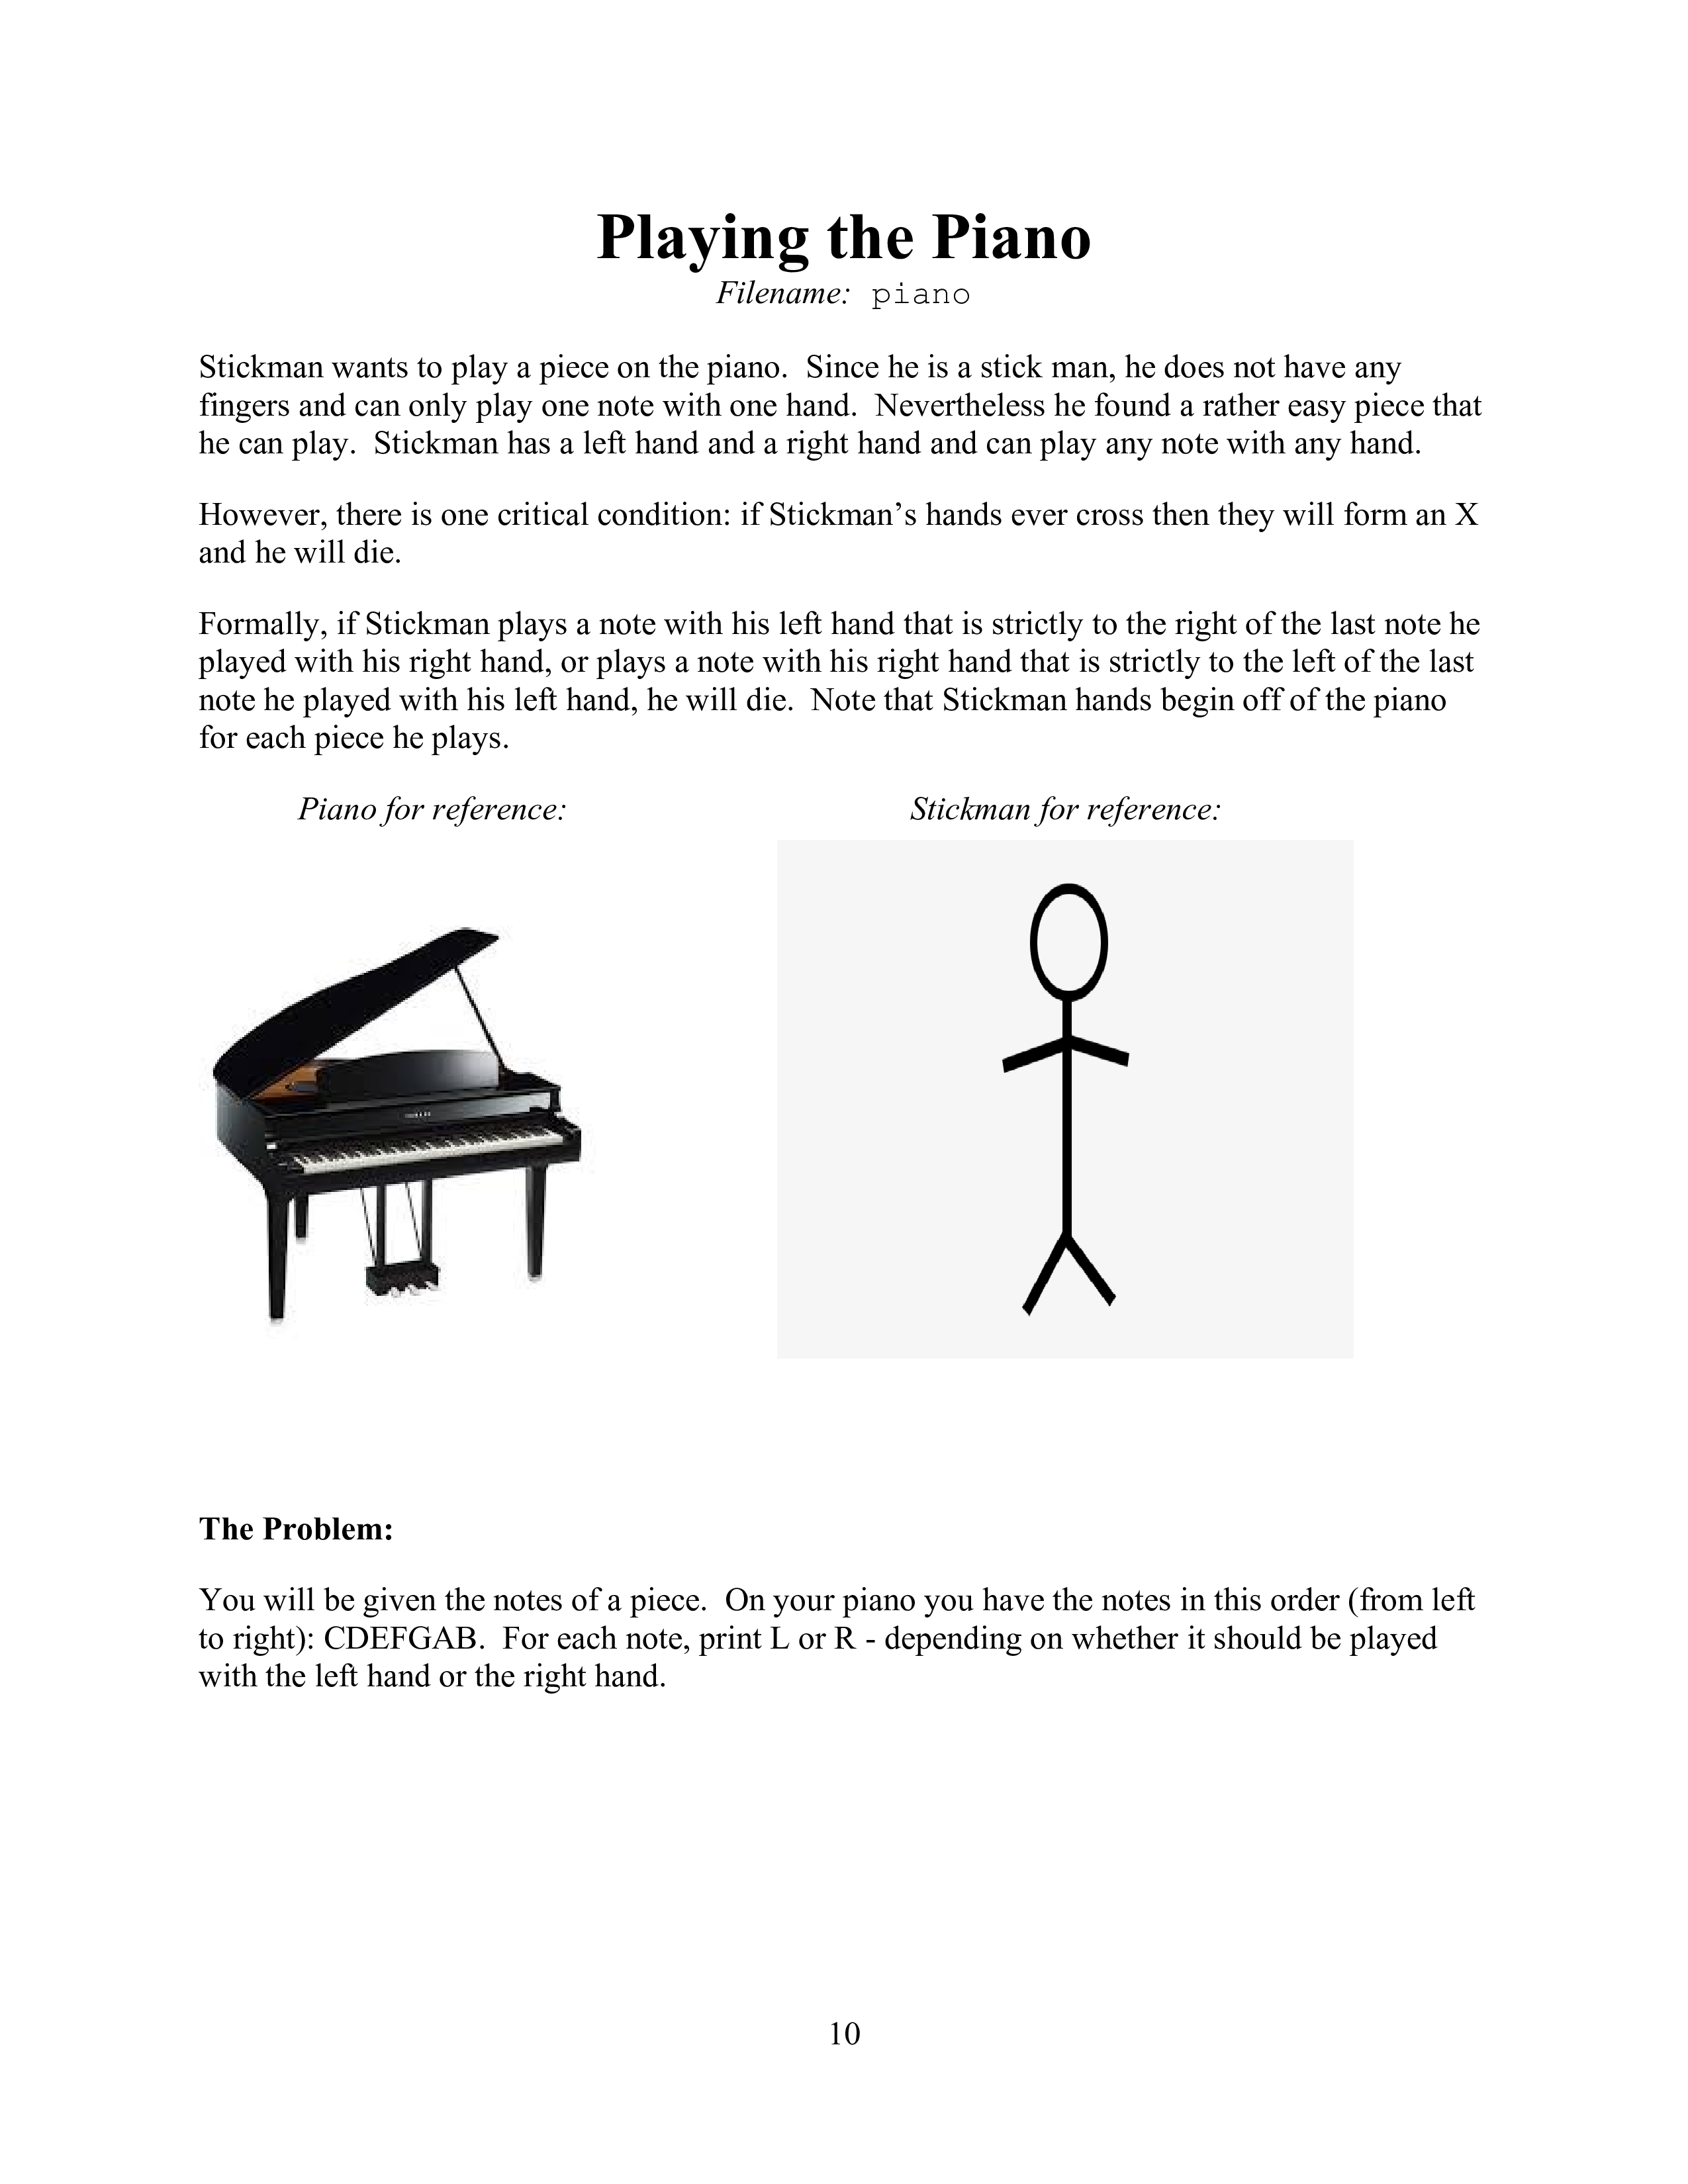 Playing the Piano
Filename: piano
Stickman wants to play a piece on the piano.  Since he is a stick man, he does not have any
fingers and can only play one note with one hand.  Nevertheless he found a rather easy piece that
he can play.  Stickman has a left hand and a right hand and can play any note with any hand.
However, there is one critical condition: if Stickman’s hands ever cross then they will form an X
and he will die.
Formally, if Stickman plays a note with his left hand that is strictly to the right of the last note he
played with his right hand, or plays a note with his right hand that is strictly to the left of the last
note he played with his left hand, he will die.  Note that Stickman hands begin off of the piano
for each piece he plays.
Piano for reference:
Stickman for reference:
The Problem:
You will be given the notes of a piece.  On your piano you have the notes in this order (from left
to right): CDEFGAB.  For each note, print L or R - depending on whether it should be played
with the left hand or the right hand.
10